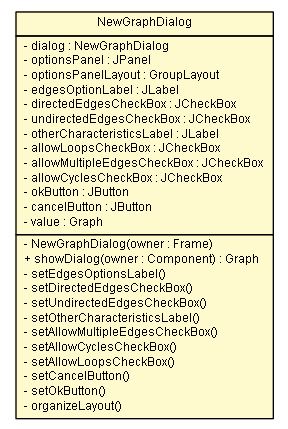 NewGraphDialog
- dialog : NewGraphDialog
- optionsPanel : JPanel
- optionsPanelLayout : GroupLayout
- edgesOptionLabel : JLabel
- directedEdgesCheckBox : JCheckBox
- undirectedEdgesCheckBox : JCheckBox
- otherCharacteristicsLabel : JLabel
- allowLoopsCheckBox : JCheckBox
- allowMultipleEdgesCheckBox : JCheckBox
- allowCyclesCheckBox : JCheckBox
- okButton : JButton
- cancelButton : JButton
- value : Graph
- NewGraphDialog(owner : Frame)
+ showDialog(owner : Component) : Graph
- setEdgesOptionsLabel()
- setDirectedEdgesCheckBox()
- setUndirectedEdgesCheckBox()
- setOtherCharacteristicsLabel()
- setAllowMultipleEdgesCheckBox()
- setAllowCyclesCheckBox()
- setAllowLoopsCheckBox()
- setCancelButton()
- setOkButton()
- organizeLayout()